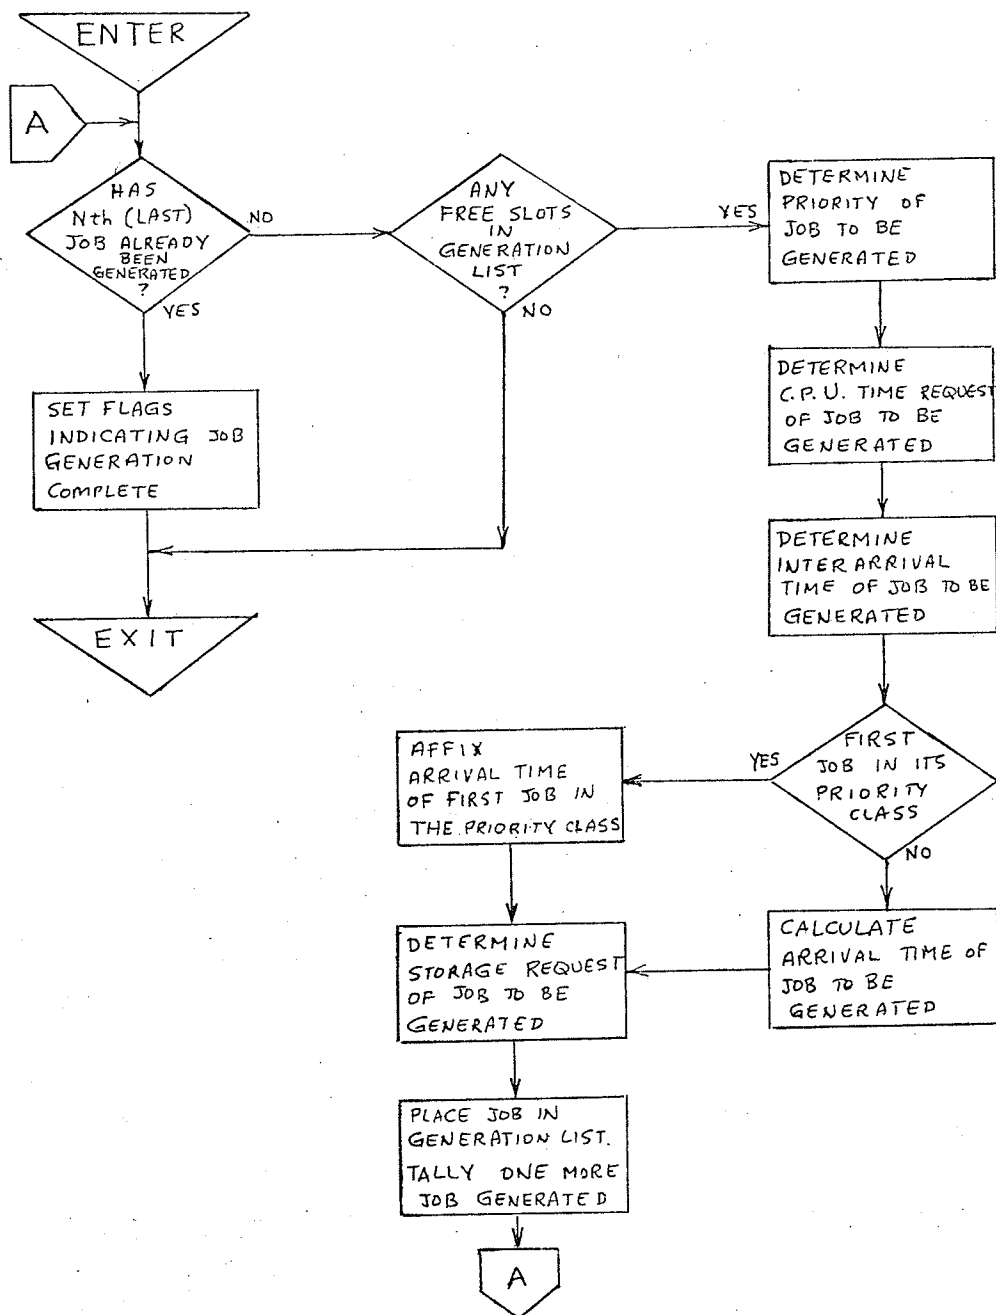 ENTER
A
HAS
Nth (LAST)
JOB ALREADY
BEEN
GENERATED
?
NO
YES
ANY
FREE SLOTS
IN
GENERATION
LIST
?
YES
NO
DETERMINE
PRIORITY OF
JOB TO BE
GENERATED
DETERMINE
C.P.U. TIME REQUEST
OF JOB TO BE
GENERATED
SET FLAGS
INDICATING JOB
GENERATION
COMPLETE
DETERMINE
INTERARRIVAL
TIME OF JOB TO BE
GENERATED
EXIT
FIRST
JOB IN ITS
PRIORITY
CLASS
YES
NO
AFFIX
ARRIVAL TIME
OF FIRST JOB IN
THE PRIORITY CLASS
CALCULATE
ARRIVAL TIME OF
JOB TO BE
GENERATED
DETERMINE
STORAGE REQUEST
OF JOB TO BE
GENERATED
PLACE JOB IN
GENERATION LIST.
TALLY ONE MORE
JOB GENERATED
A